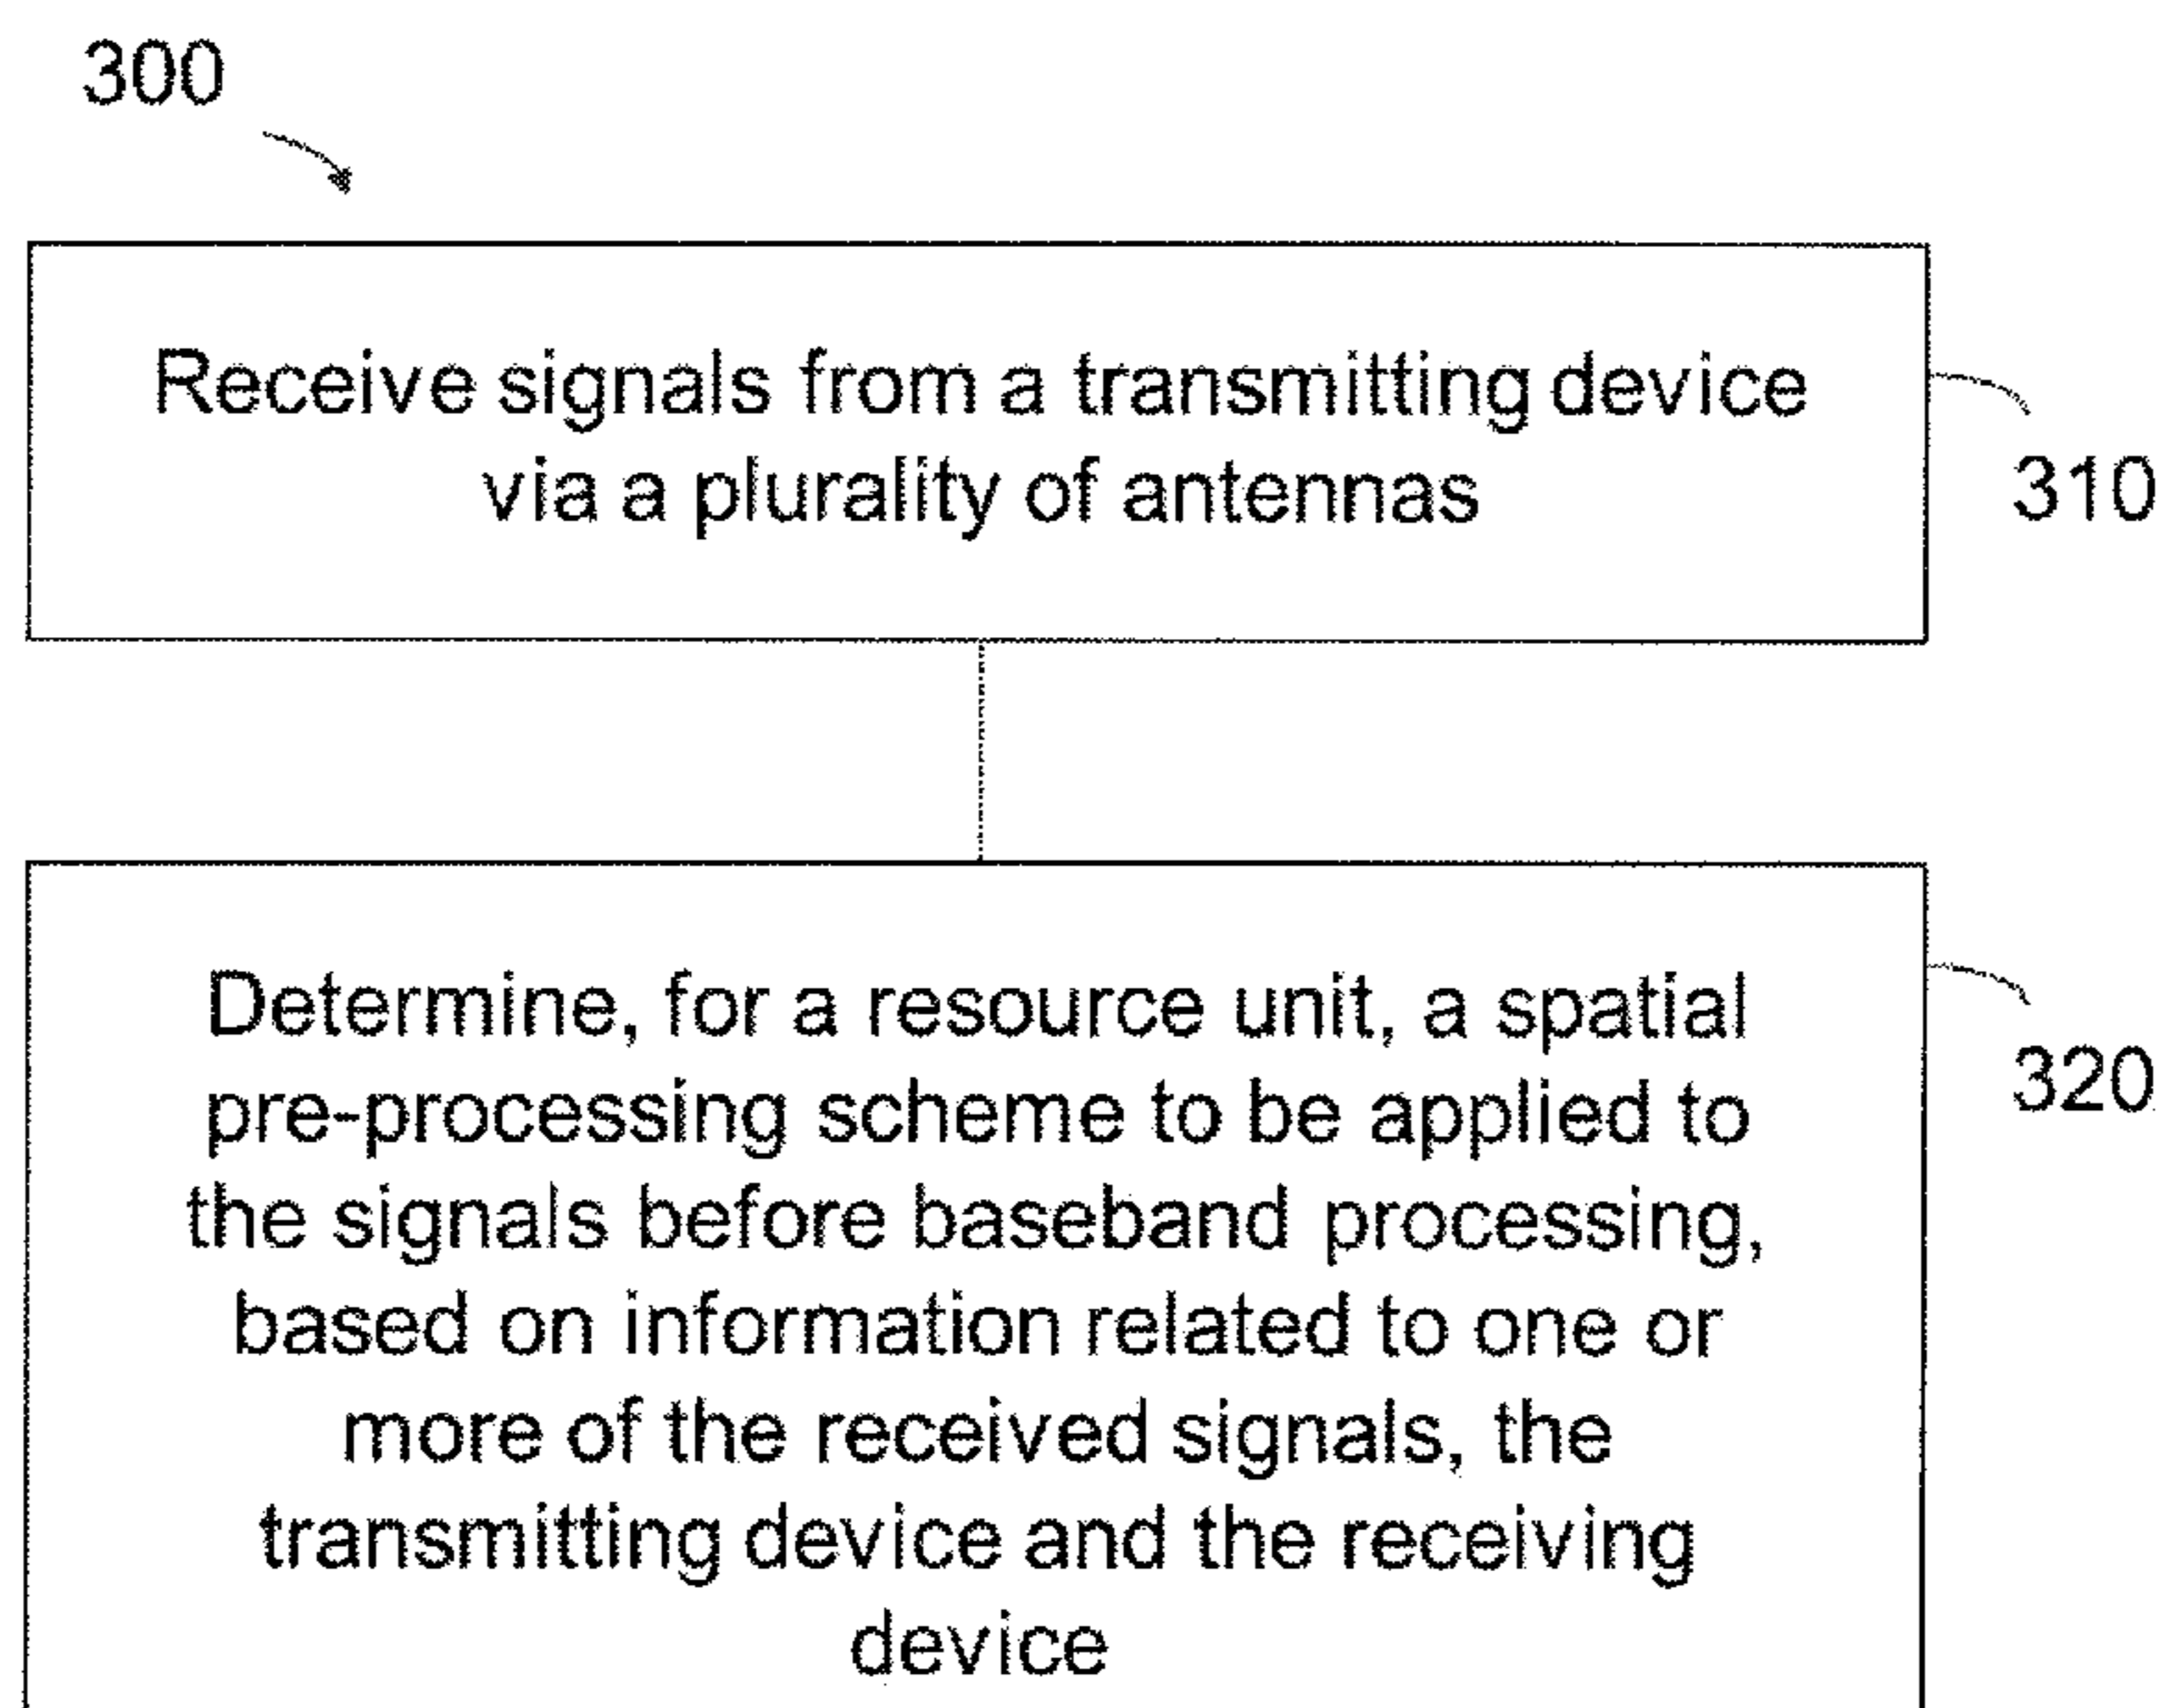 300
Receive signals from a transmitting device
via a plurality of antennas
310
Determine, for a resource unit, a spatial
pre-processing scheme to be applied to
the signals before baseband processing,
based on information related to one or
more of the received signals, the
transmitting device and the receiving
device
320